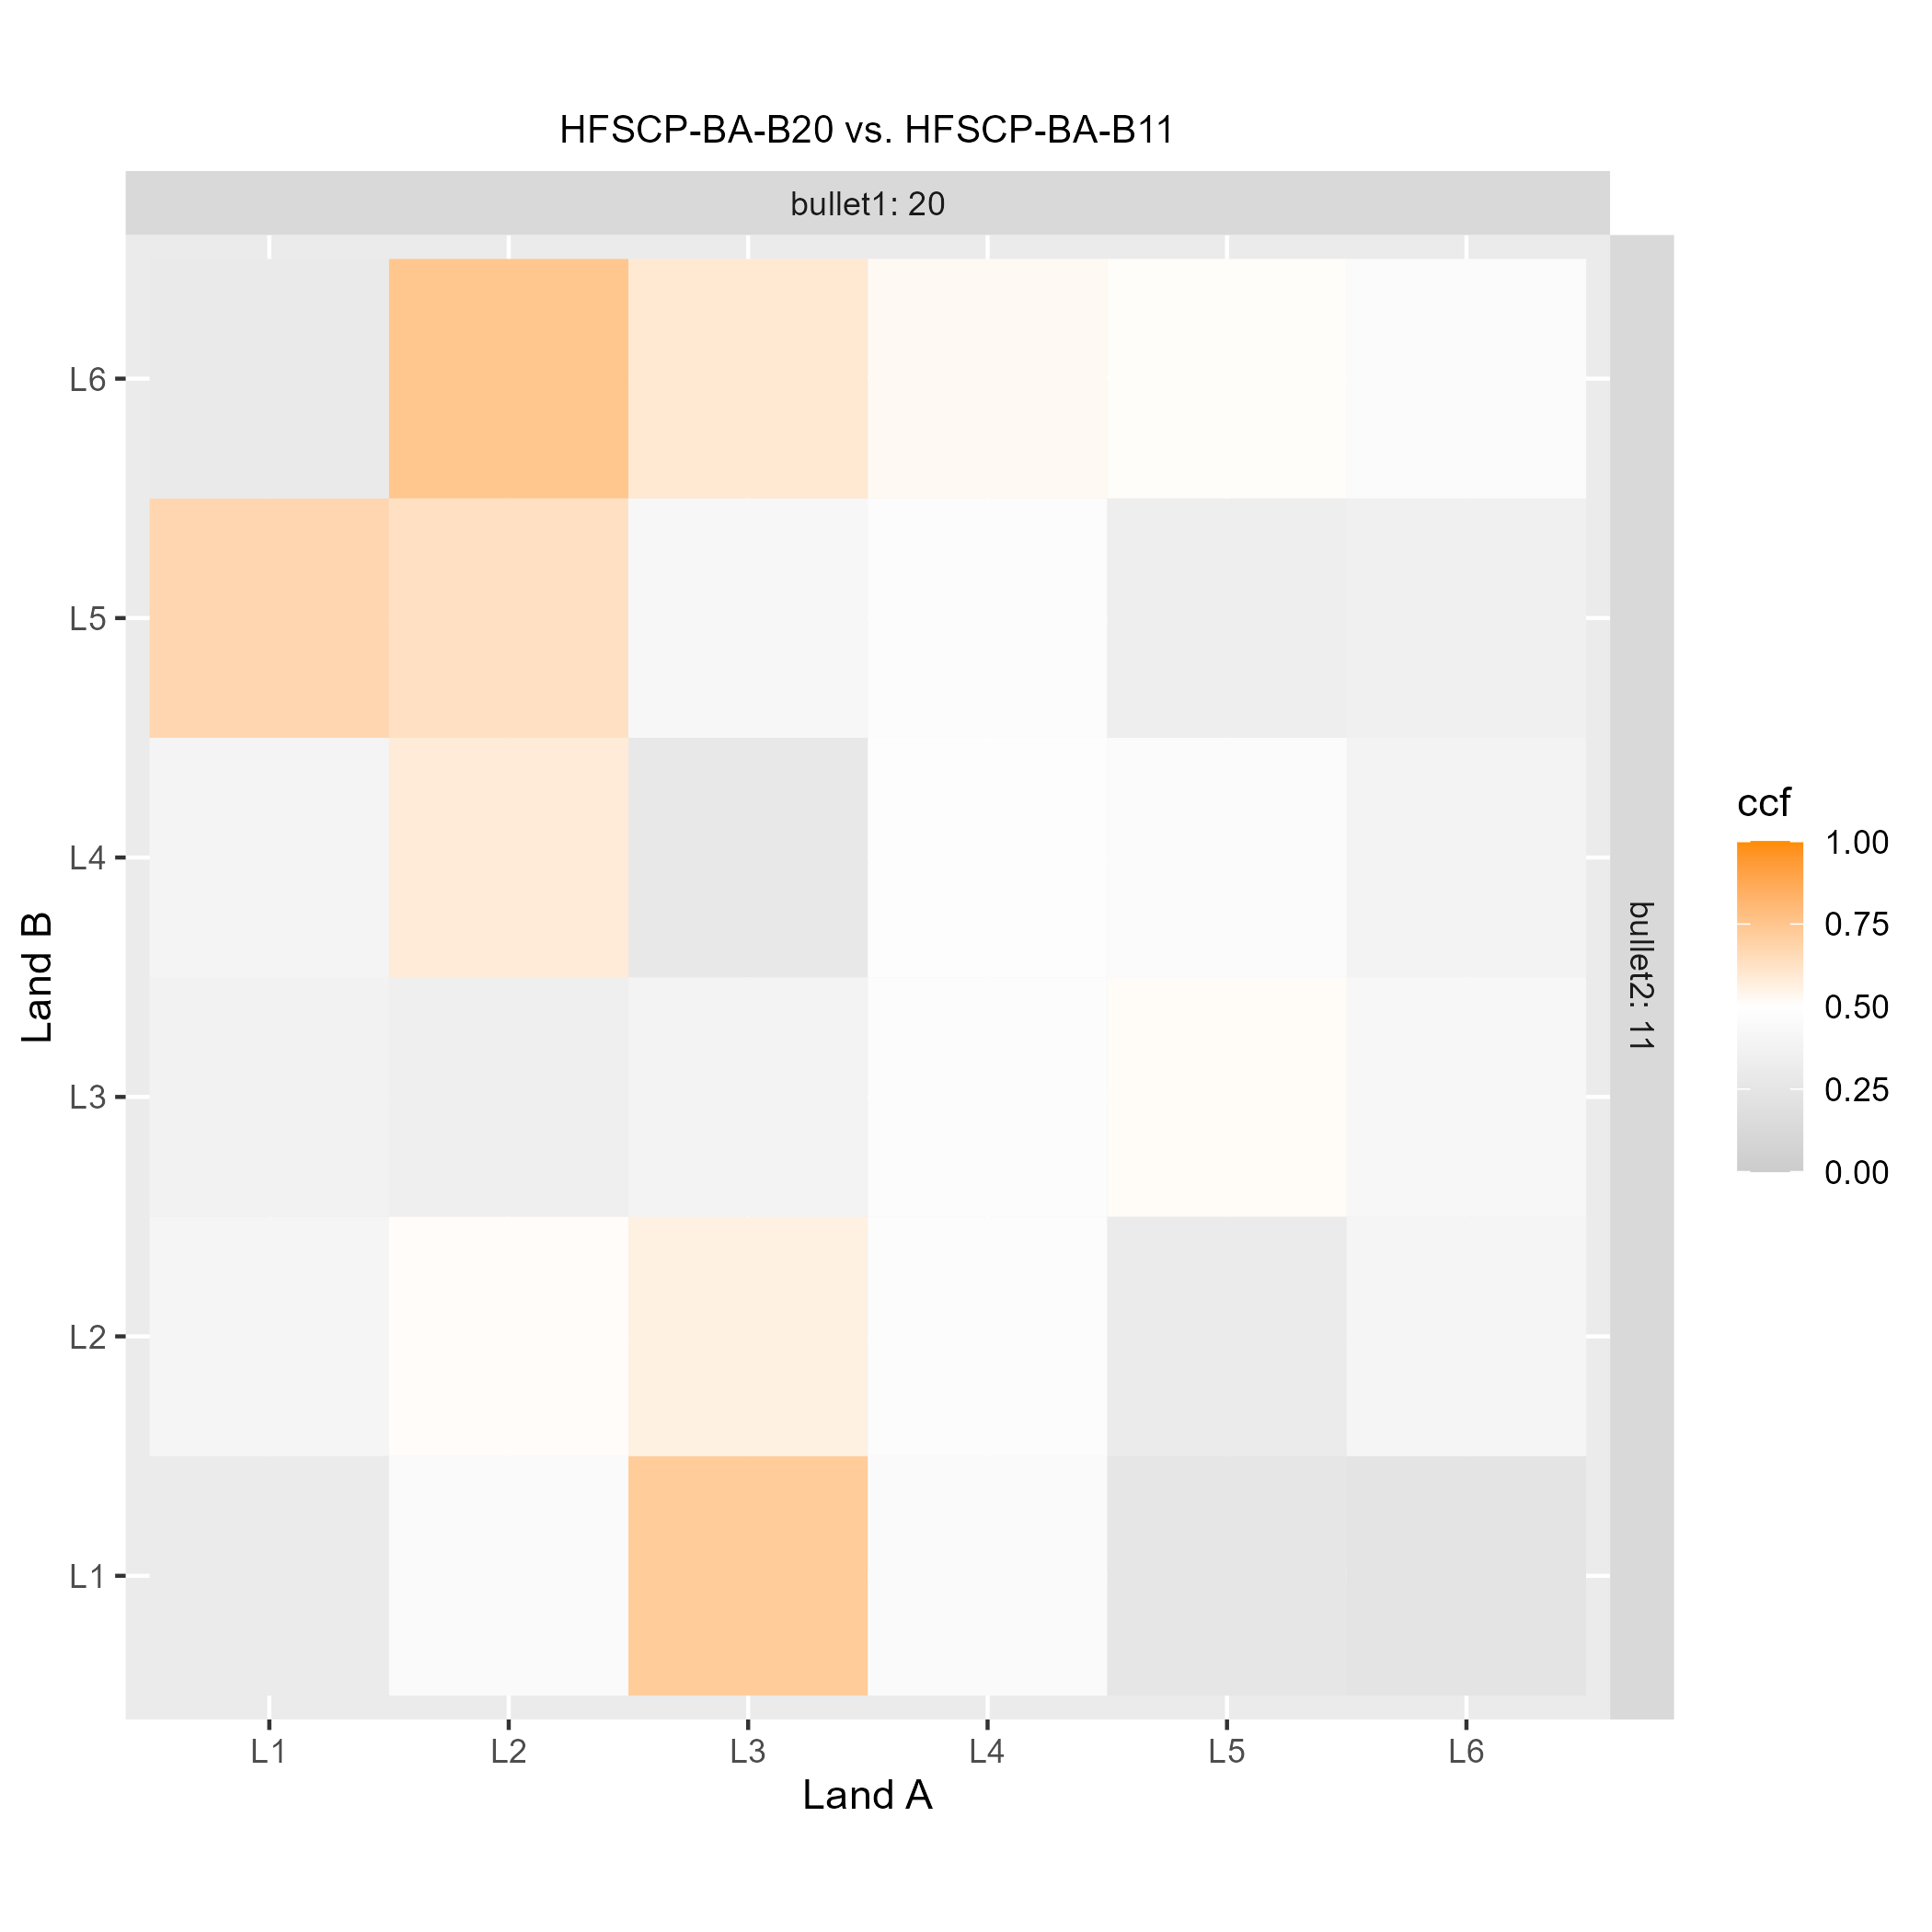 HFSCP-BA-B20 vs. HFSCP-BA-B11
bullet1: 20
L6
L5
L4
L3
L2
L1
Land B
L1 L2 L3 L4 L5 L6
Land A
bullet2: 11
ccf
1.00
0.75
0.50
0.25
0.00